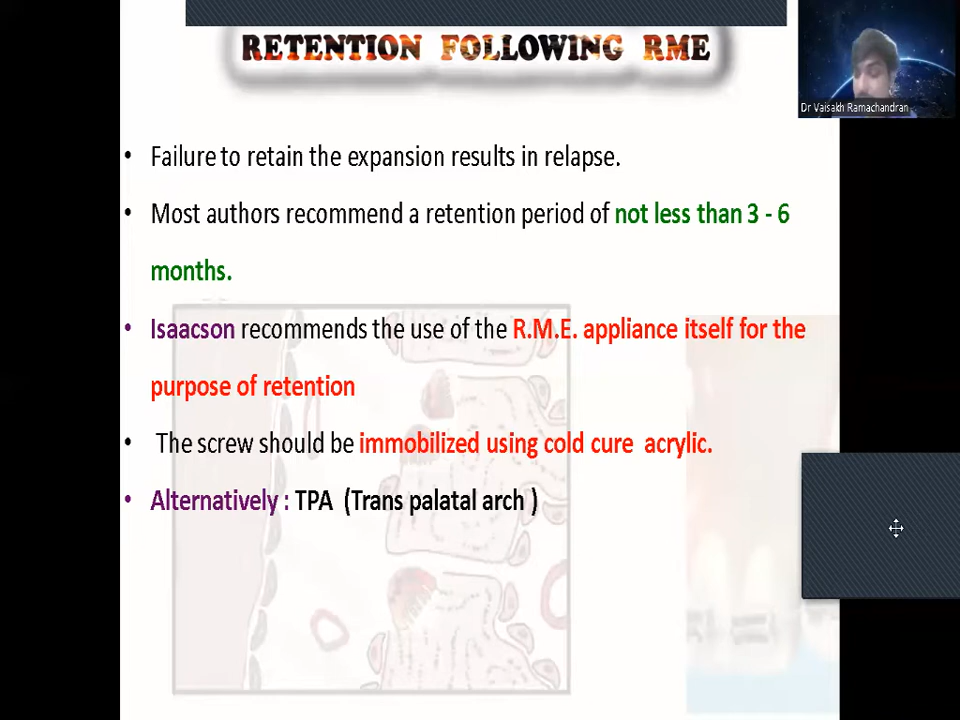 RETENTION FOLLOWING RME
Dr Vaisakh Ramachandran
• Failure to retain the expansion results in relapse.
• Most authors recommend a retention period of not less than 3 - 6
months.
• Isaacson recommends the use of the R.M.E. appliance itself for the
purpose of retention
• The screw should be immobilized using cold cure acrylic.
• Alternatively : TPA (Trans palatal arch )